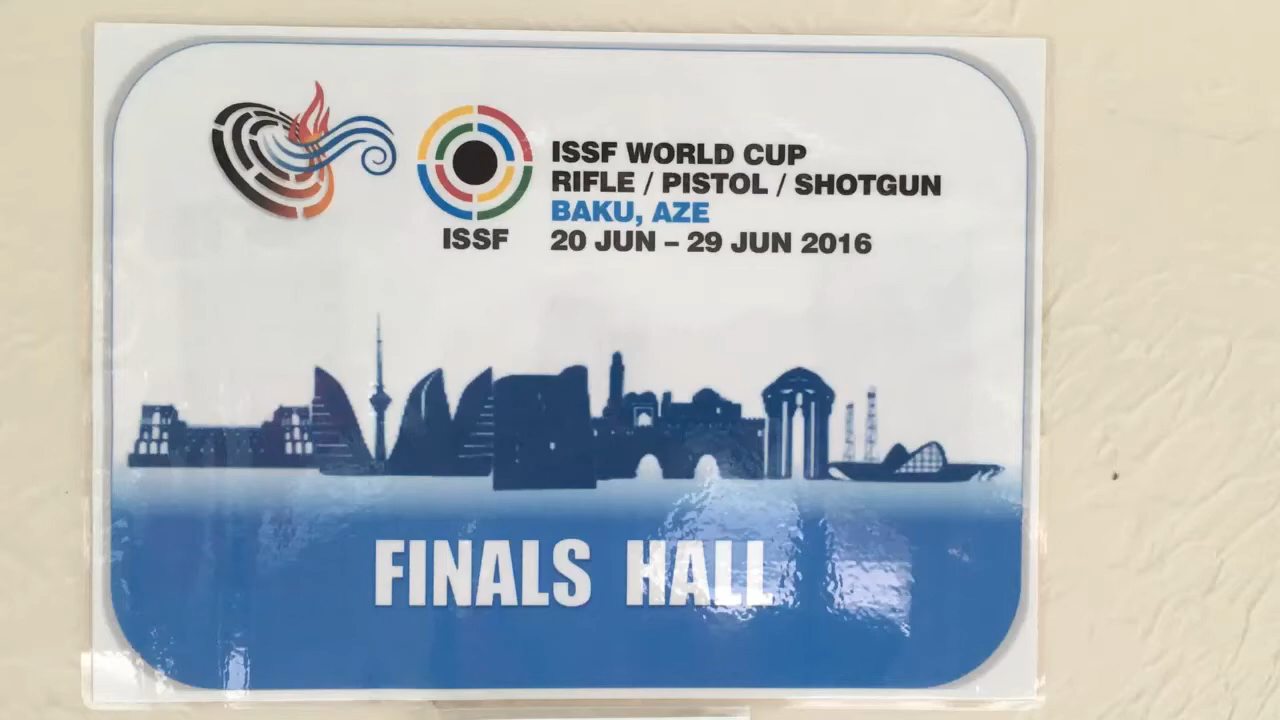 ISSF WORLD CUP
RIFLE / PISTOL / SHOTGUN
BAKU, AZE
20 JUN – 29 JUN 2016
ISSF
FINALS HALL